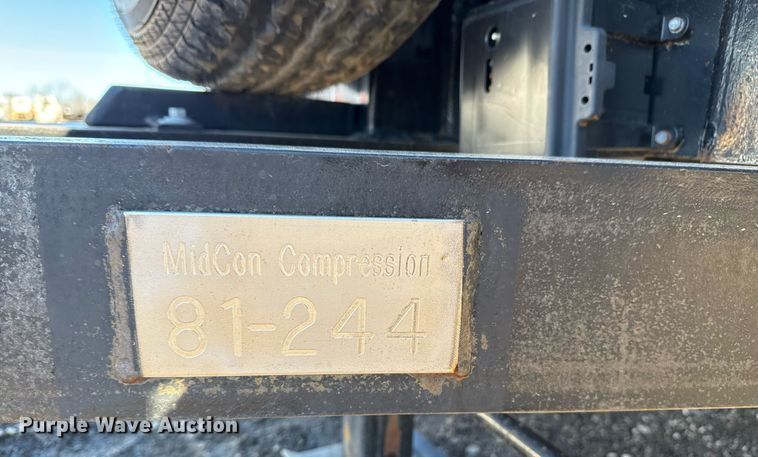 MidCon Compression
81-244
Purple Wave Auction